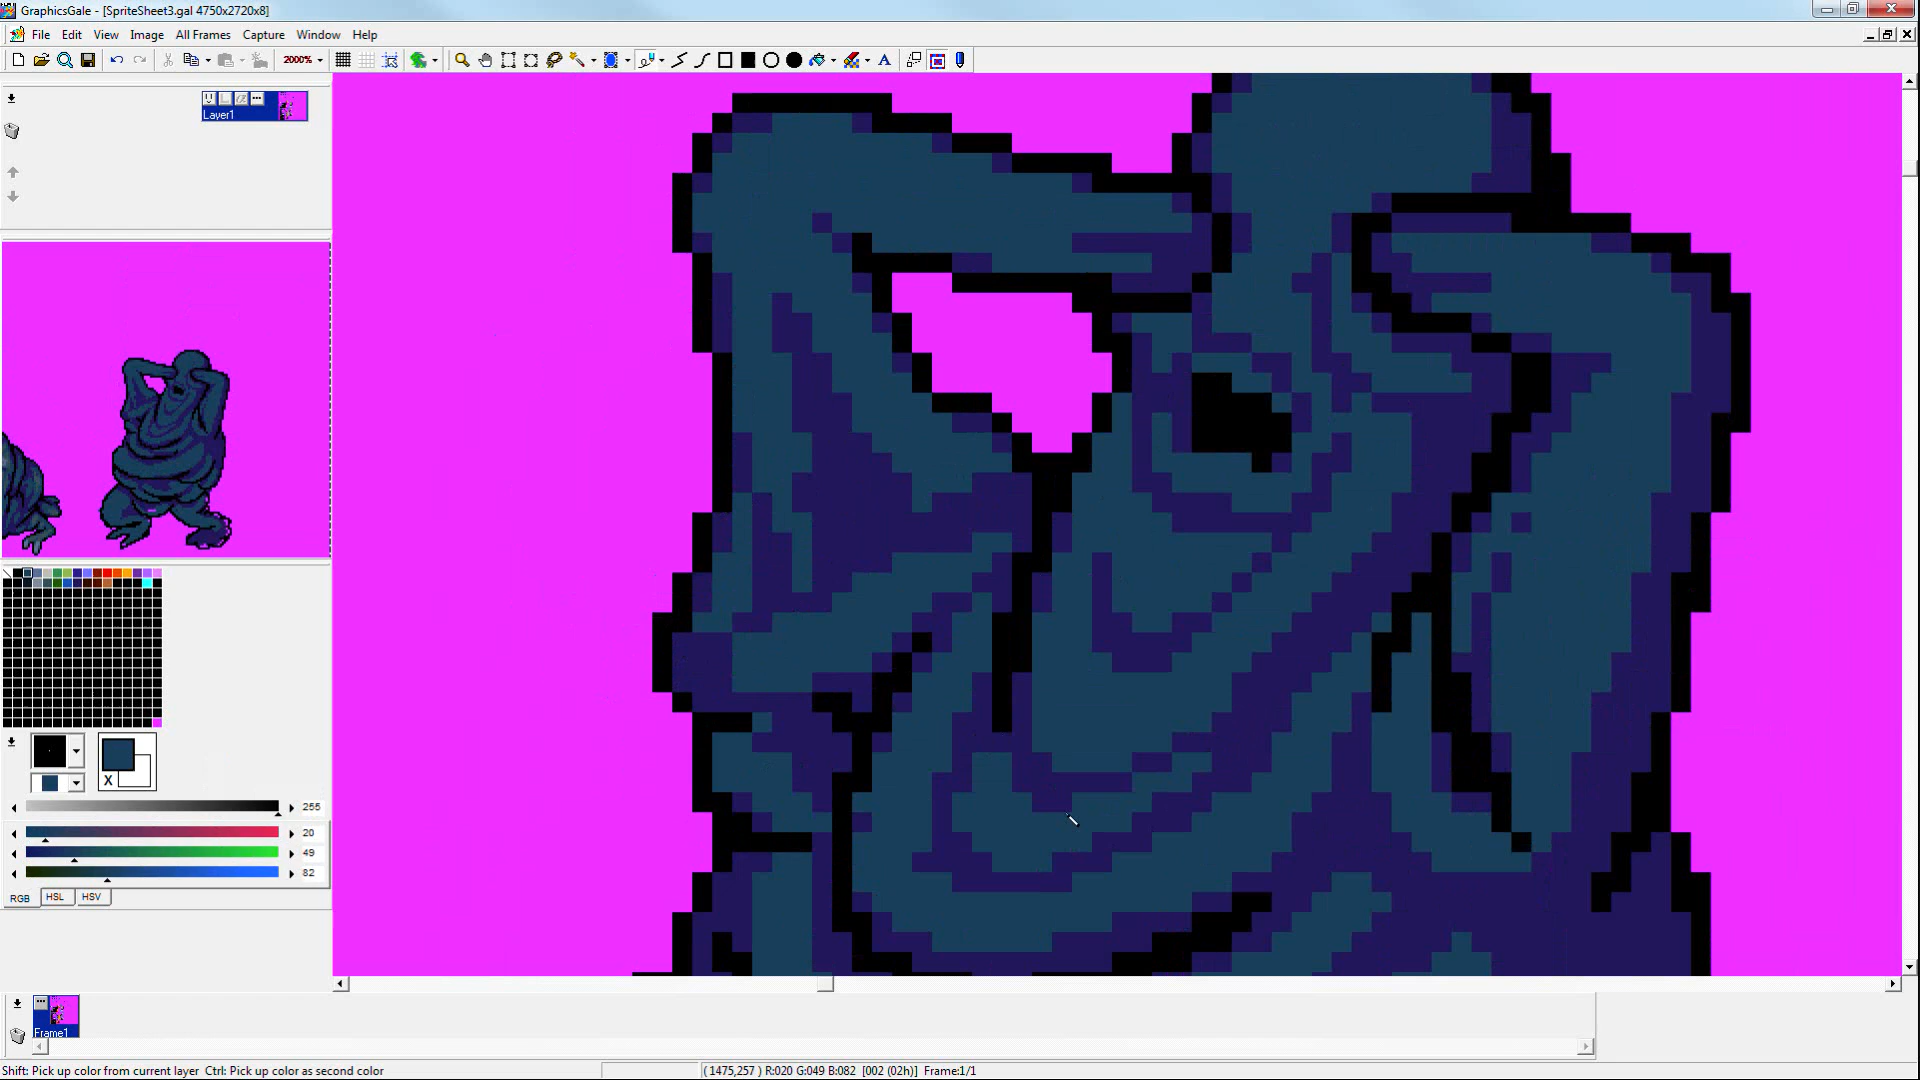 GraphicsGale - [SpriteSheet3.gal 4750x2720x8]
File Edit View Image All Frames Capture Window Help
2000%
A
Layer1
X
255
20
49
82
RGB HSL HSV
Frame1
Shift: Pick up color from current layer Ctrl: Pick up color as second color
(1475,257) R:020 G:049 B:082 [002 (02h)] Frame:1/1